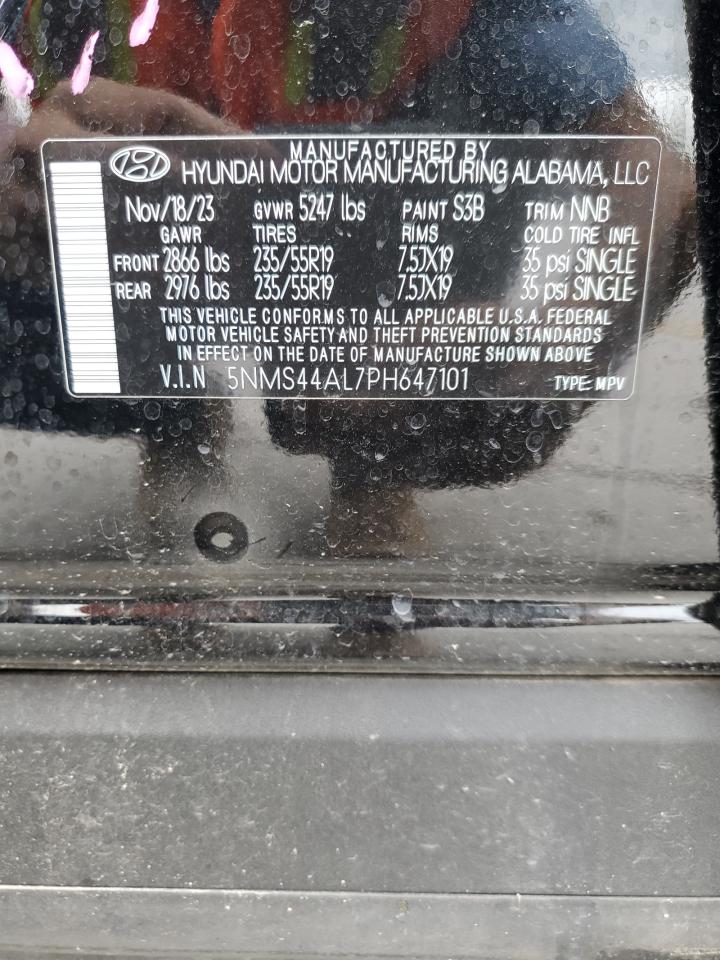 MANUFACTURED BY
HYUNDAI MOTOR MANUFACTURING ALABAMA, LLC
Nov/18/23 GVWR 5247 lbs PAINT S3B TRIM NNB
GAWR TIRES RIMS COLD TIRE INFL
FRONT 2866 lbs 235/55R19 7.5JX19 35 psi SINGLE
REAR 2976 lbs 235/55R19 7.5JX19 35 psi SINGLE
THIS VEHICLE CONFORMS TO ALL APPLICABLE U.S.A. FEDERAL
MOTOR VEHICLE SAFETY AND THEFT PREVENTION STANDARDS
IN EFFECT ON THE DATE OF MANUFACTURE SHOWN ABOVE
V.I.N 5NMS44AL7PH647101 TYPE: MPV